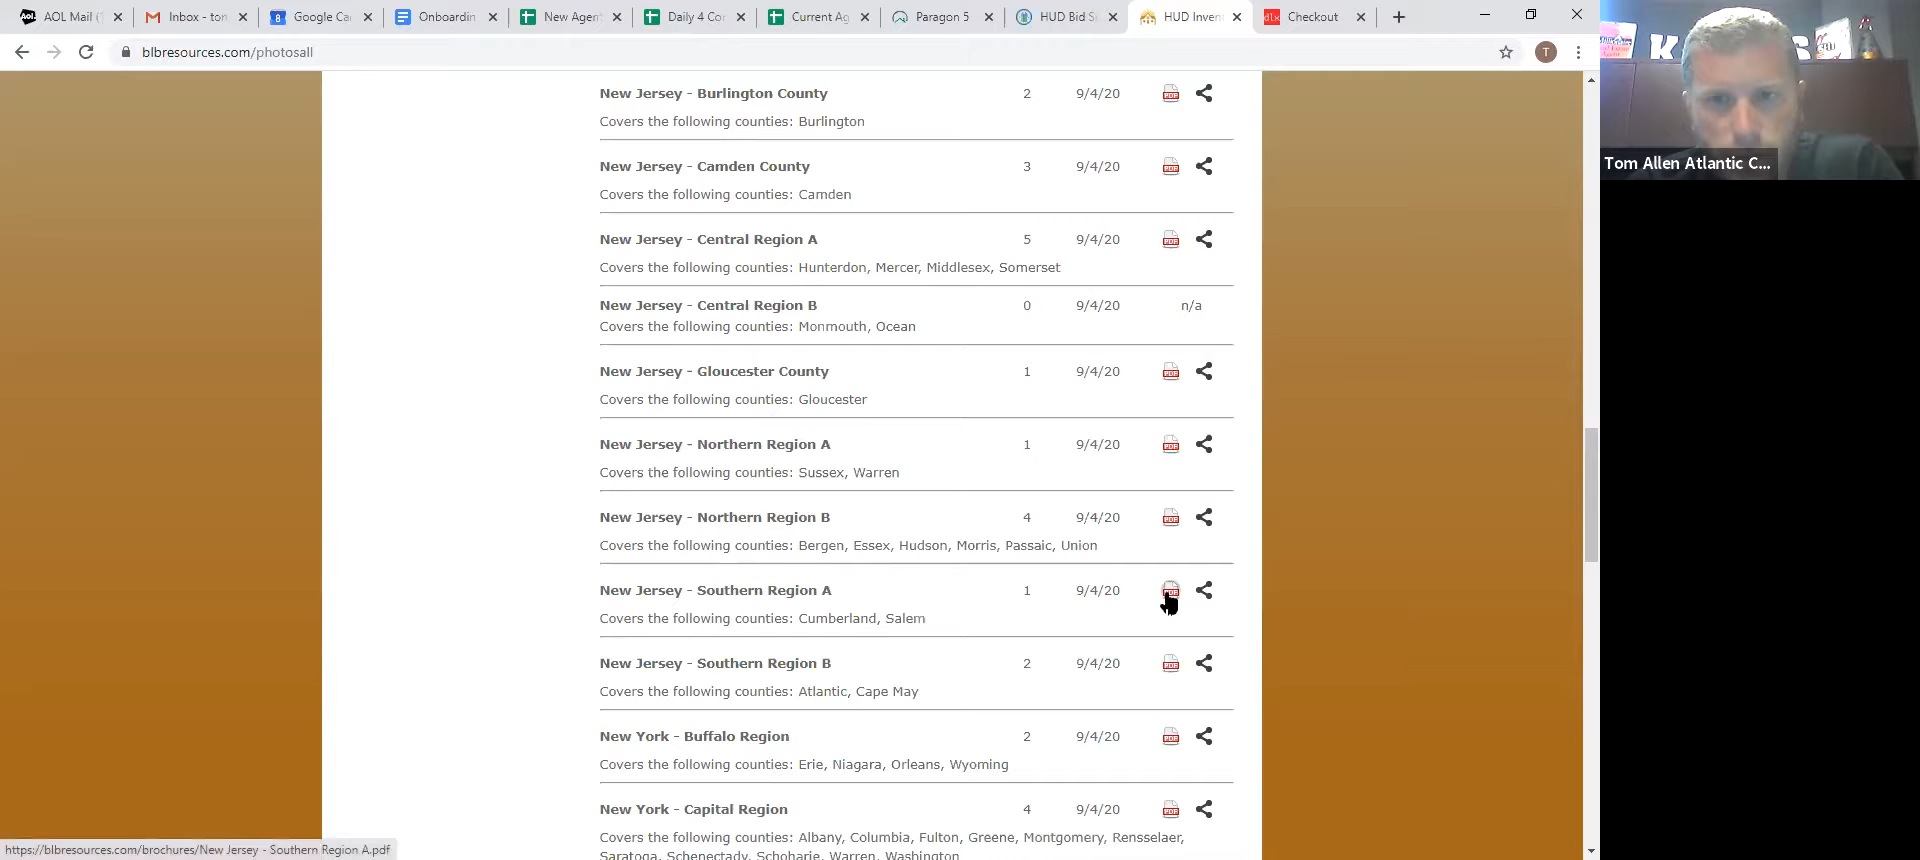 AOL Mail (
Inbox - ton
Google Ca
Onboardin
New Agen
Daily 4 Co
Current Ag
Paragon 5
HUD Bid S
HUD Inven
Checkout
blblresources.com/photosall
T
New Jersey - Burlington County 2 9/4/20
Covers the following counties: Burlington
New Jersey - Camden County 3 9/4/20
Covers the following counties: Camden
New Jersey - Central Region A 5 9/4/20
Covers the following counties: Hunterdon, Mercer, Middlesex, Somerset
New Jersey - Central Region B 0 9/4/20 n/a
Covers the following counties: Monmouth, Ocean
New Jersey - Gloucester County 1 9/4/20
Covers the following counties: Gloucester
New Jersey - Northern Region A 1 9/4/20
Covers the following counties: Sussex, Warren
New Jersey - Northern Region B 4 9/4/20
Covers the following counties: Bergen, Essex, Hudson, Morris, Passaic, Union
New Jersey - Southern Region A 1 9/4/20
Covers the following counties: Cumberland, Salem
New Jersey - Southern Region B 2 9/4/20
Covers the following counties: Atlantic, Cape May
New York - Buffalo Region 2 9/4/20
Covers the following counties: Erie, Niagara, Orleans, Wyoming
New York - Capital Region 4 9/4/20
Covers the following counties: Albany, Columbia, Fulton, Greene, Montgomery, Rensselaer,
Saratoga, Schenectady, Schoharie, Warren, Washington
https://blbresources.com/brochures/New Jersey - Southern Region A.pdf
Tom Allen Atlantic C...